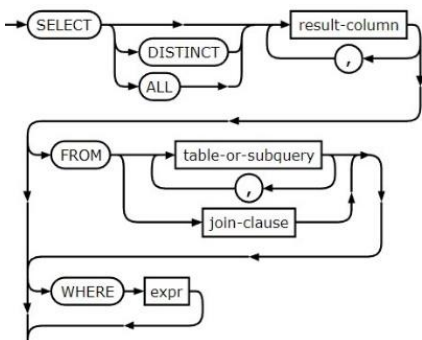 SELECT result-column
DISTINCT
,
ALL
FROM table-or-subquery
,
join-clause
WHERE expr